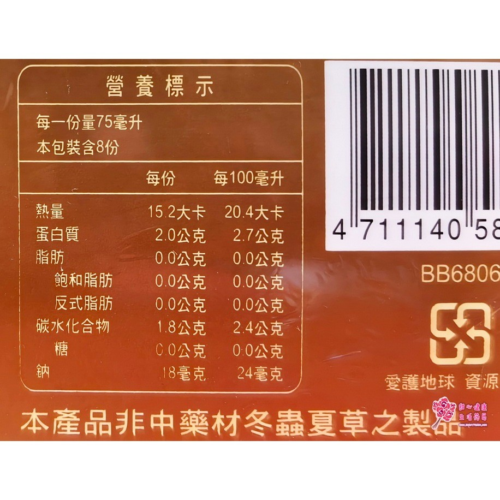 營養標示
每一份量75毫升
本包裝含8份
每份 每100毫升
熱量 15.2大卡 20.4大卡
蛋白質 2.0公克 2.7公克
脂肪 0.0公克 0.0公克
飽和脂肪 0.0公克 0.0公克
反式脂肪 0.0公克 0.0公克
碳水化合物 1.8公克 2.4公克
糖 0.0公克 0.0公克
鈉 18毫克 24毫克
4 711140 58
BB6806
愛護地球 資源
本產品非中藥材冬蟲夏草之製品